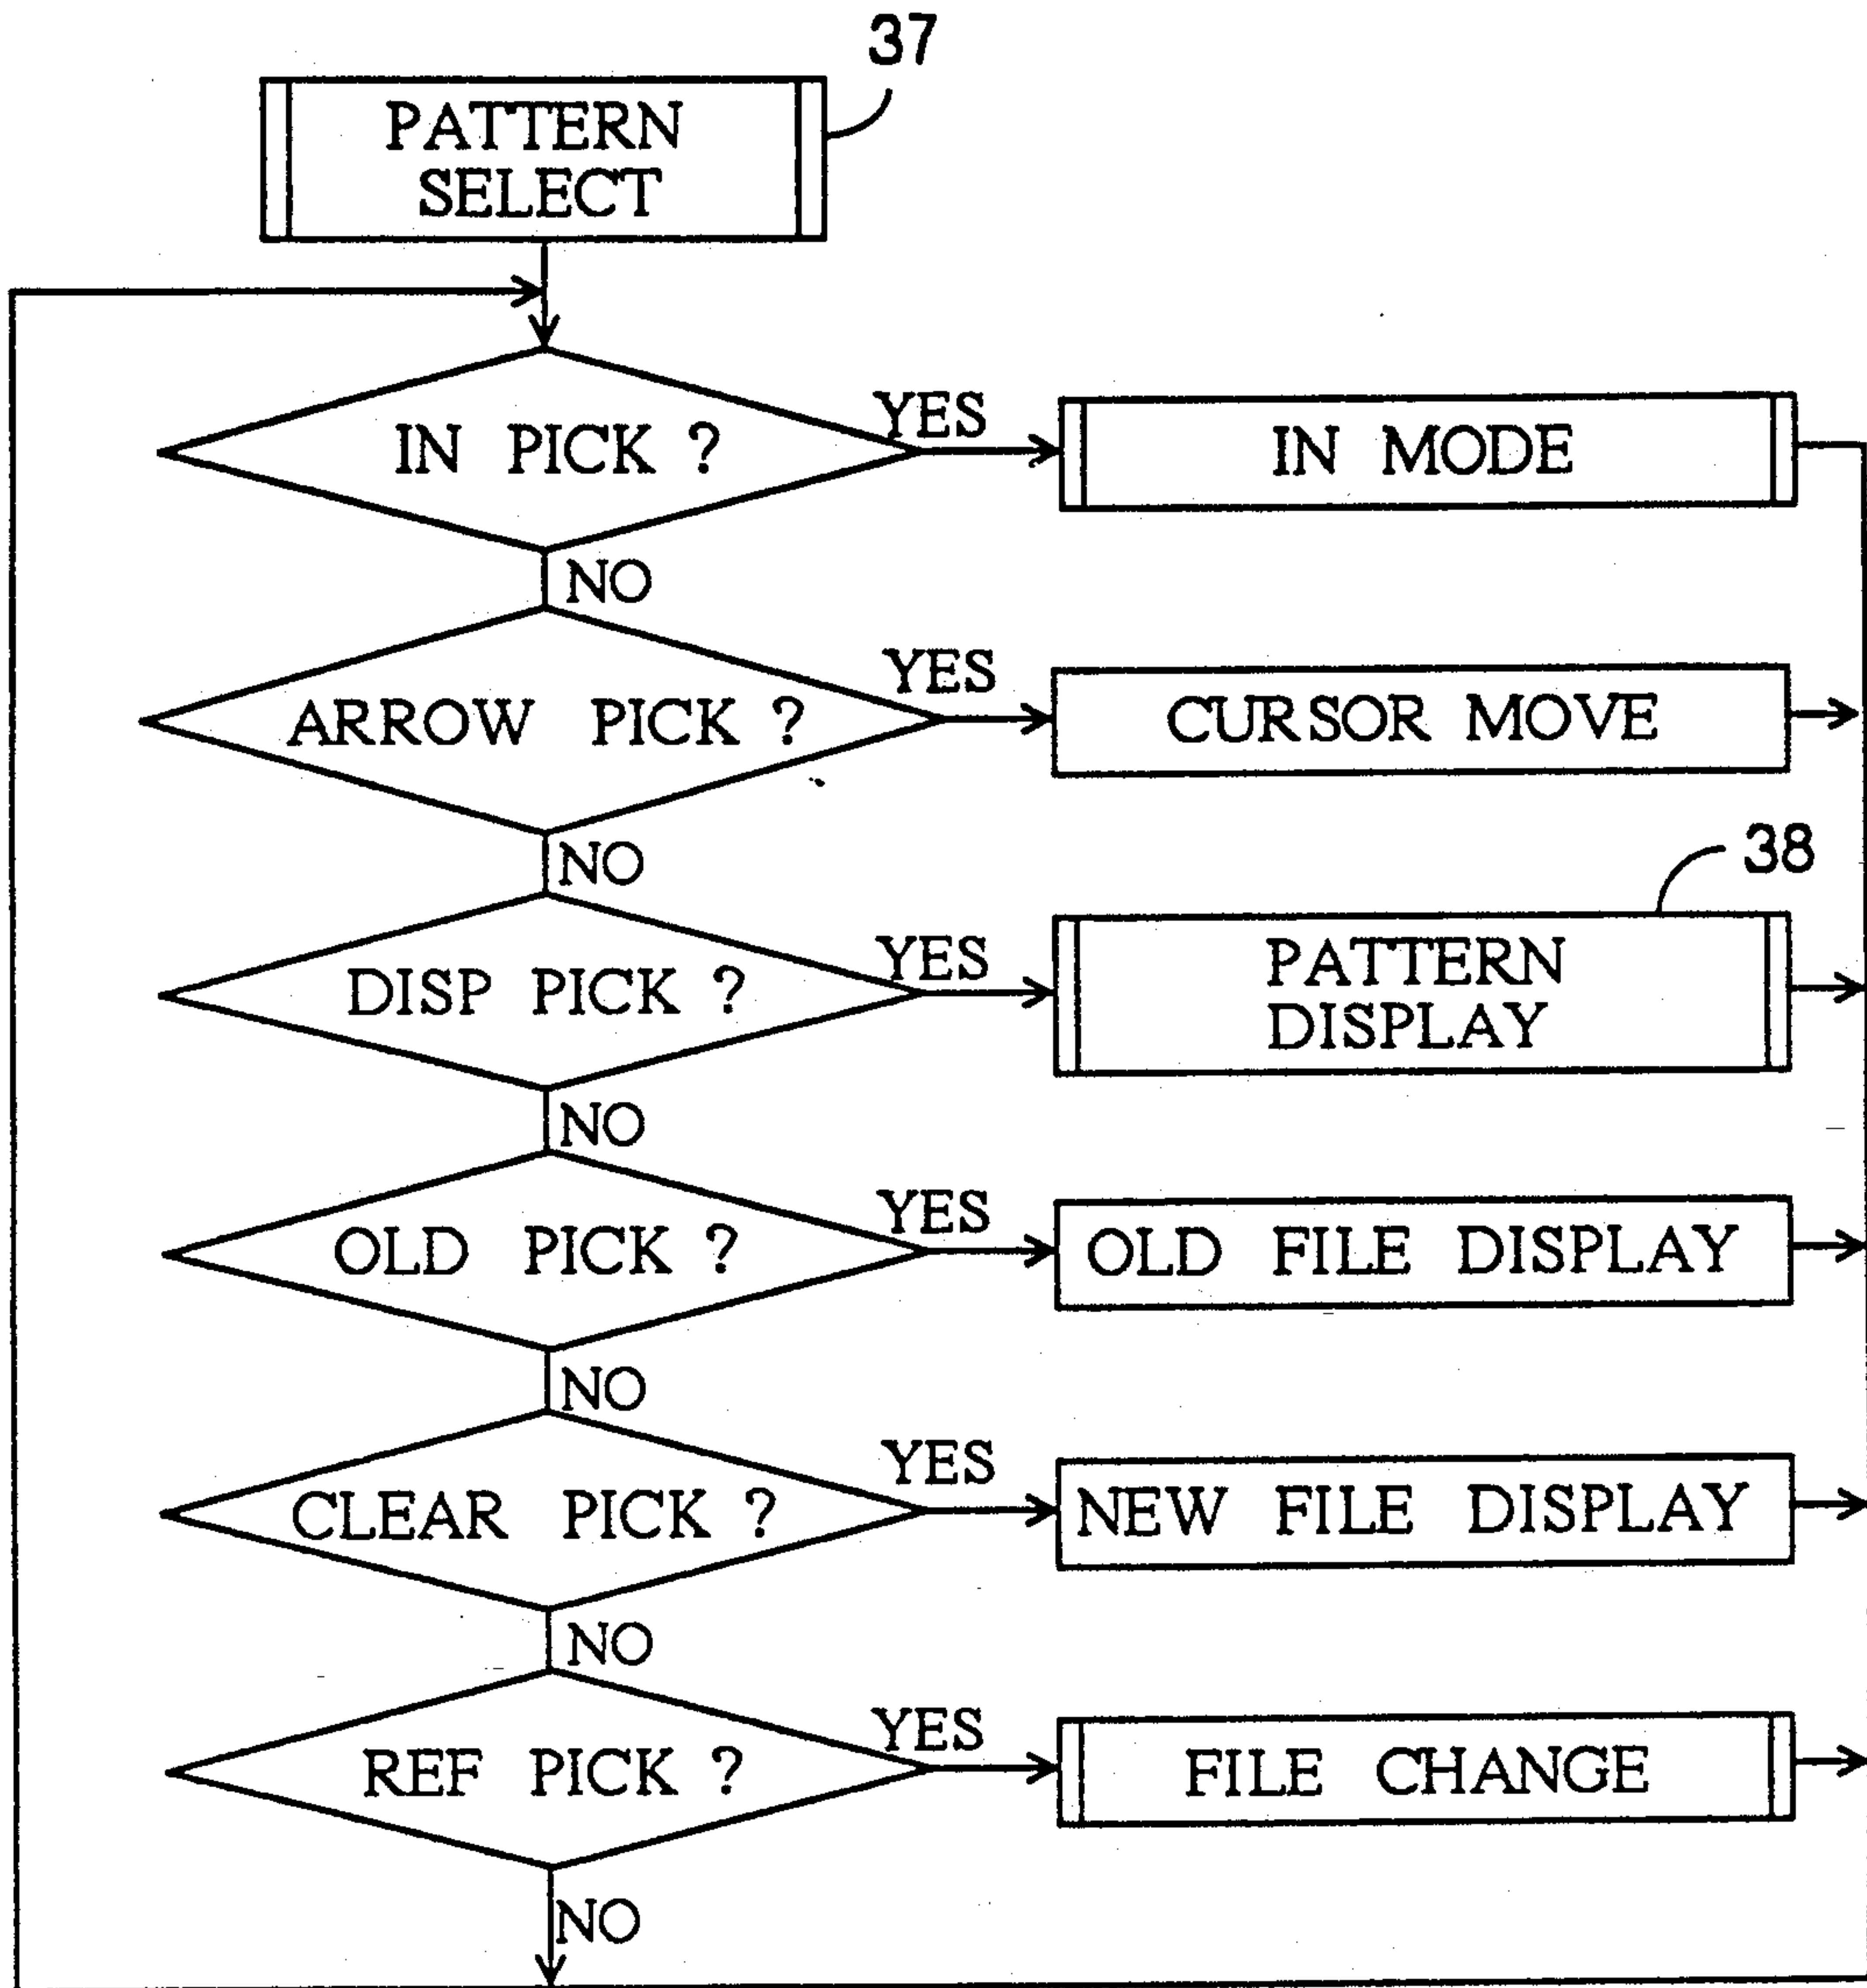 37
PATTERN
SELECT
IN PICK ?
YES
IN MODE
NO
ARROW PICK ?
YES
CURSOR MOVE
NO
38
DISP PICK ?
YES
PATTERN
DISPLAY
NO
OLD PICK ?
YES
OLD FILE DISPLAY
NO
CLEAR PICK ?
YES
NEW FILE DISPLAY
NO
REF PICK ?
YES
FILE CHANGE
NO